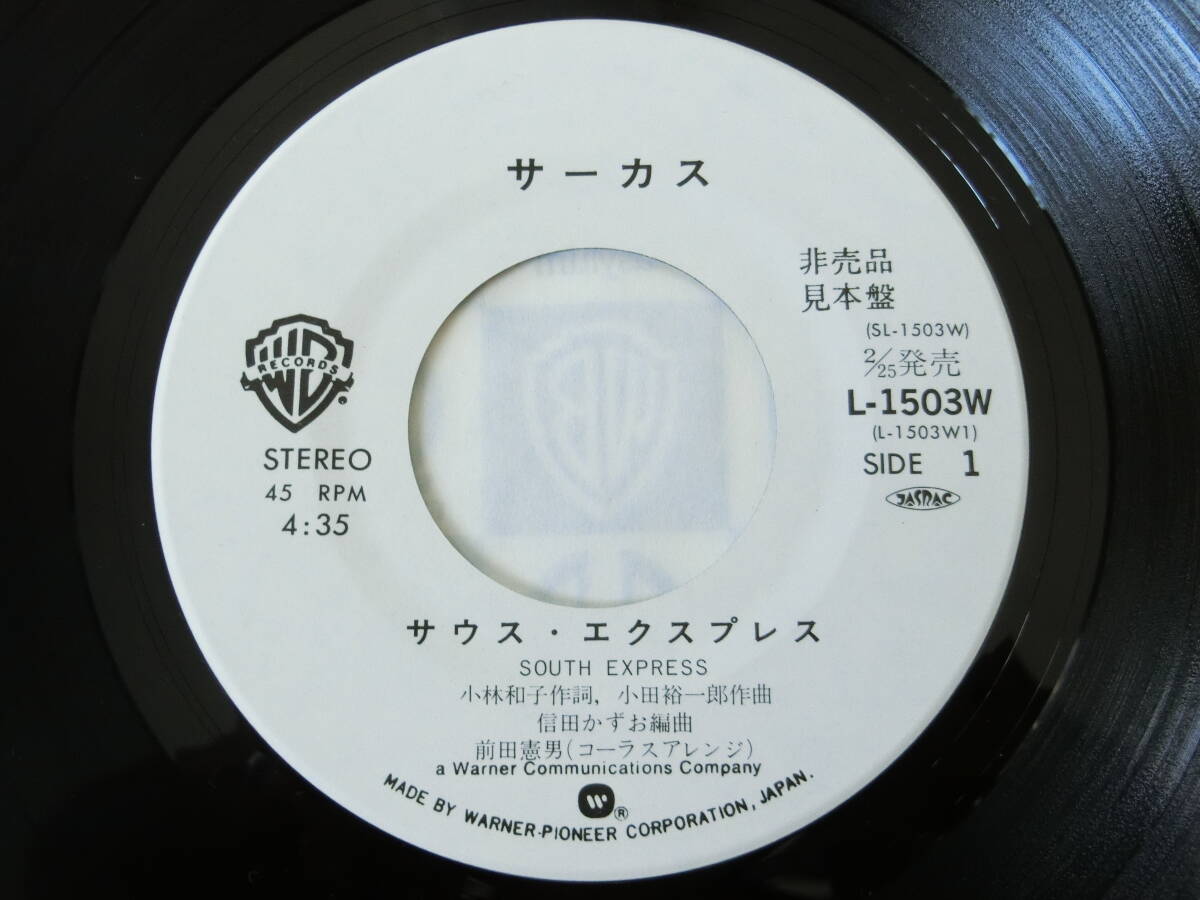 サーカス
非売品
見本盤
(SL-1503W)
2/25発売
L-1503W
(L-1503W1)
SIDE 1
JASRAC
RECORDS
STEREO
45 RPM
4:35
サウス・エクスプレス
SOUTH EXPRESS
小林和子作詞, 小田裕一郎作曲
信田かずお編曲
前田憲男(コーラスアレンジ)
a Warner Communications Company
MADE BY WARNER-PIONEER CORPORATION, JAPAN.